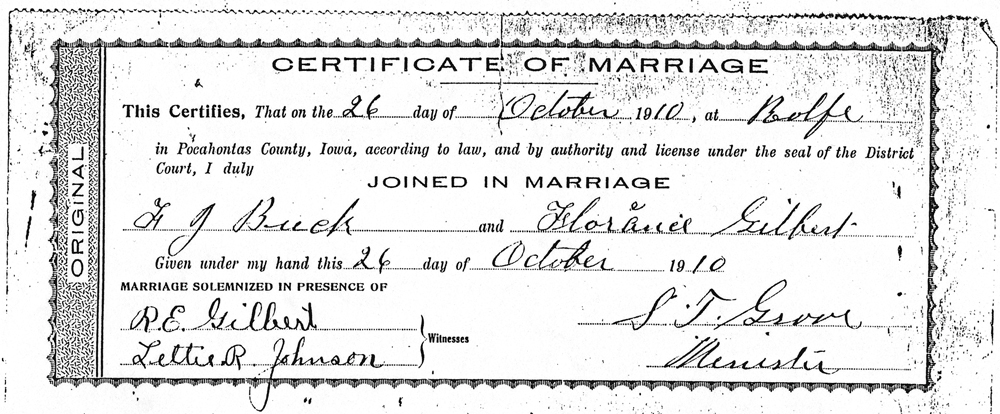 CERTIFICATE OF MARRIAGE
This Certifies, That on the 26 day of October 1910, at Rolfe
in Pocahontas County, Iowa, according to law, and by authority and license under the seal of the District
Court, I duly
JOINED IN MARRIAGE
F J Buck and Florance Gilbert
Given under my hand this 26 day of October 1910
MARRIAGE SOLEMNIZED IN PRESENCE OF
R.E. Gilbert
Lettie R Johnson
Witnesses
S. T. Grove
Minister
ORIGINAL